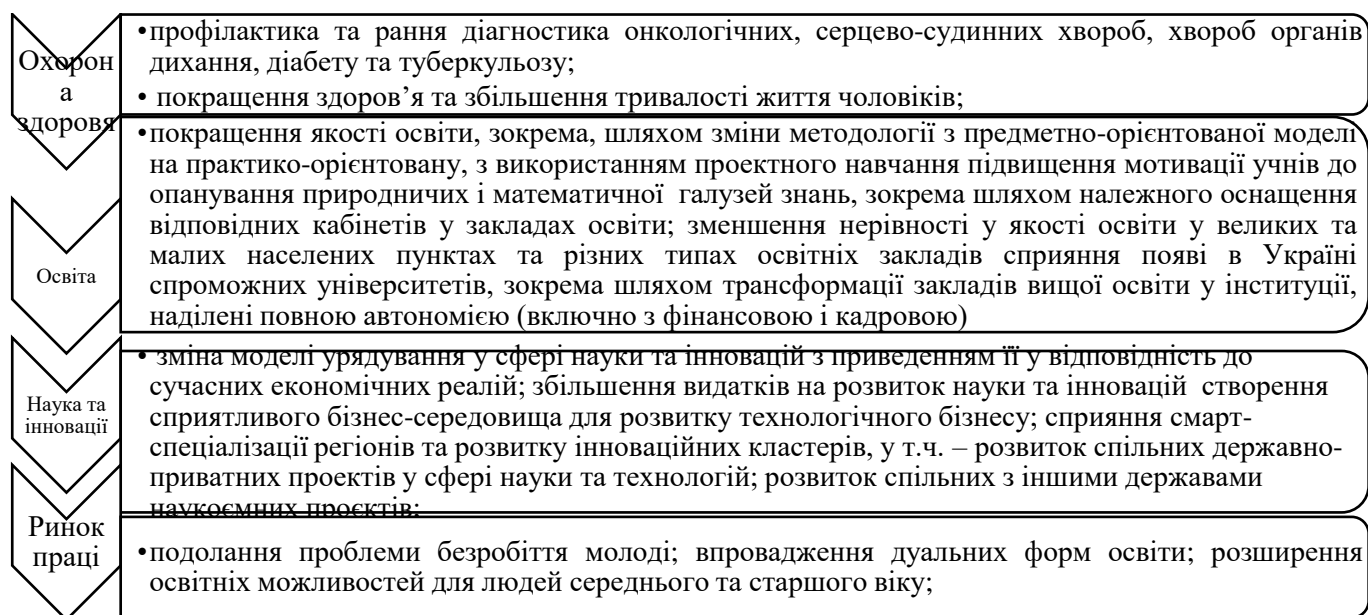 Охорон
а
здоровя
•профілактика та рання діагностика онкологічних, серцево-судинних хвороб, хвороб органів
дихання, діабету та туберкульозу;
• покращення здоров’я та збільшення тривалості життя чоловіків;
Освіта
•покращення якості освіти, зокрема, шляхом зміни методології з предметно-орієнтованої моделі
на практико-орієнтовану, з використанням проектного навчання підвищення мотивації учнів до
опанування природничих і математичної галузей знань, зокрема шляхом належного оснащення
відповідних кабінетів у закладах освіти; зменшення нерівності у якості освіти у великих та
малих населених пунктах та різних типах освітніх закладів сприяння появі в Україні
спроможних університетів, зокрема шляхом трансформації закладів вищої освіти у інституції,
наділені повною автономією (включно з фінансовою і кадровою)
Наука та
інновації
• зміна моделі урядування у сфері науки та інновацій з приведенням її у відповідність до
сучасних економічних реалій; збільшення видатків на розвиток науки та інновацій створення
сприятливого бізнес-середовища для розвитку технологічного бізнесу; сприяння смарт-
спеціалізації регіонів та розвитку інноваційних кластерів, у т.ч. – розвиток спільних державно-
приватних проектів у сфері науки та технологій; розвиток спільних з іншими державами
наукоємних проєктів;
Ринок
праці
•подолання проблеми безробіття молоді; впровадження дуальних форм освіти; розширення
освітніх можливостей для людей середнього та старшого віку;